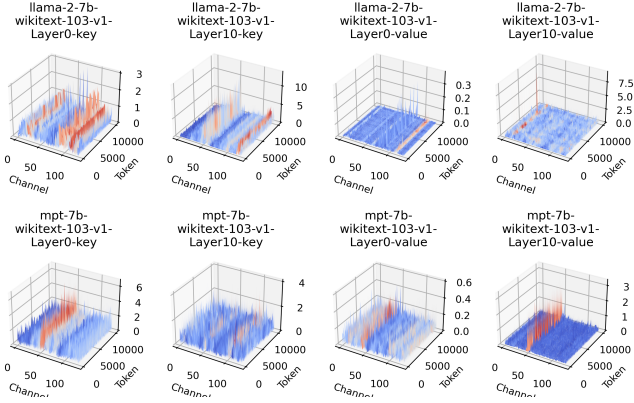 llama-2-7b-
wikitext-103-v1-
Layer0-key
llama-2-7b-
wikitext-103-v1-
Layer10-key
llama-2-7b-
wikitext-103-v1-
Layer0-value
llama-2-7b-
wikitext-103-v1-
Layer10-value
3
2
1
0
10000
5000
0
Token
0
50
100
Channel
10
5
0
10000
5000
0
Token
0
50
100
Channel
0.3
0.2
0.1
0.0
10000
5000
0
Token
0
50
100
Channel
7.5
5.0
2.5
0.0
10000
5000
0
Token
0
50
100
Channel
mpt-7b-
wikitext-103-v1-
Layer0-key
mpt-7b-
wikitext-103-v1-
Layer10-key
mpt-7b-
wikitext-103-v1-
Layer0-value
mpt-7b-
wikitext-103-v1-
Layer10-value
6
4
2
0
10000
5000
0
Token
0
50
100
Channel
4
2
0
10000
5000
0
Token
0
50
100
Channel
0.6
0.4
0.2
0.0
10000
5000
0
Token
0
50
100
Channel
6
4
2
0
10000
5000
0
Token
0
50
100
Channel